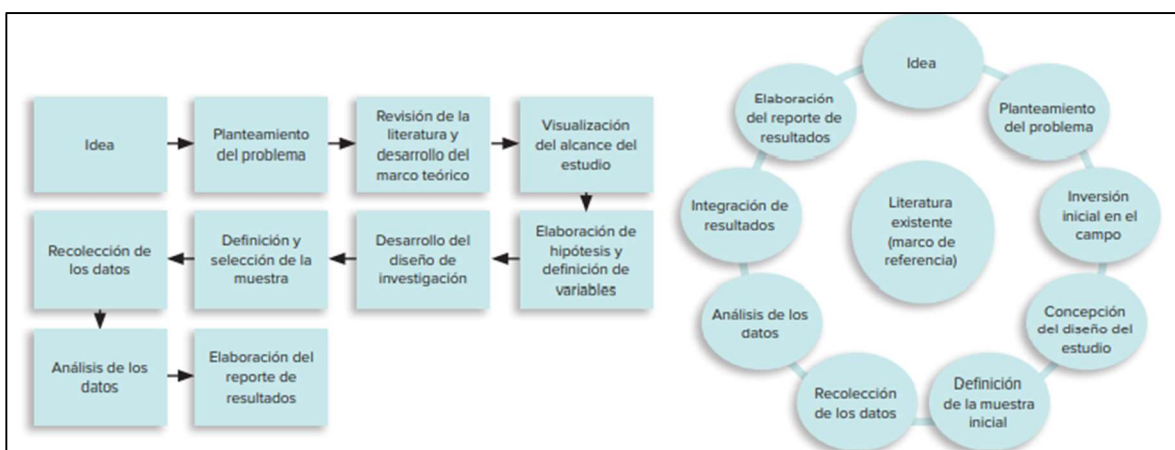 Idea
Planteamiento
del problema
Revisión de la
literatura y
desarrollo del
marco teórico
Visualización
del alcance del
estudio
Elaboración de
hipótesis y
definición de
variables
Desarrollo del
diseño de
investigación
Definición y
selección de la
muestra
Recolección de
los datos
Análisis de los
datos
Elaboración del
reporte de
resultados
Idea
Planteamiento
del problema
Inversión
inicial en el
campo
Concepción
del diseño del
estudio
Definición
de la muestra
inicial
Recolección
de los datos
Análisis de los
datos
Integración de
resultados
Elaboración
del reporte de
resultados
Literatura
existente
(marco de
referencia)